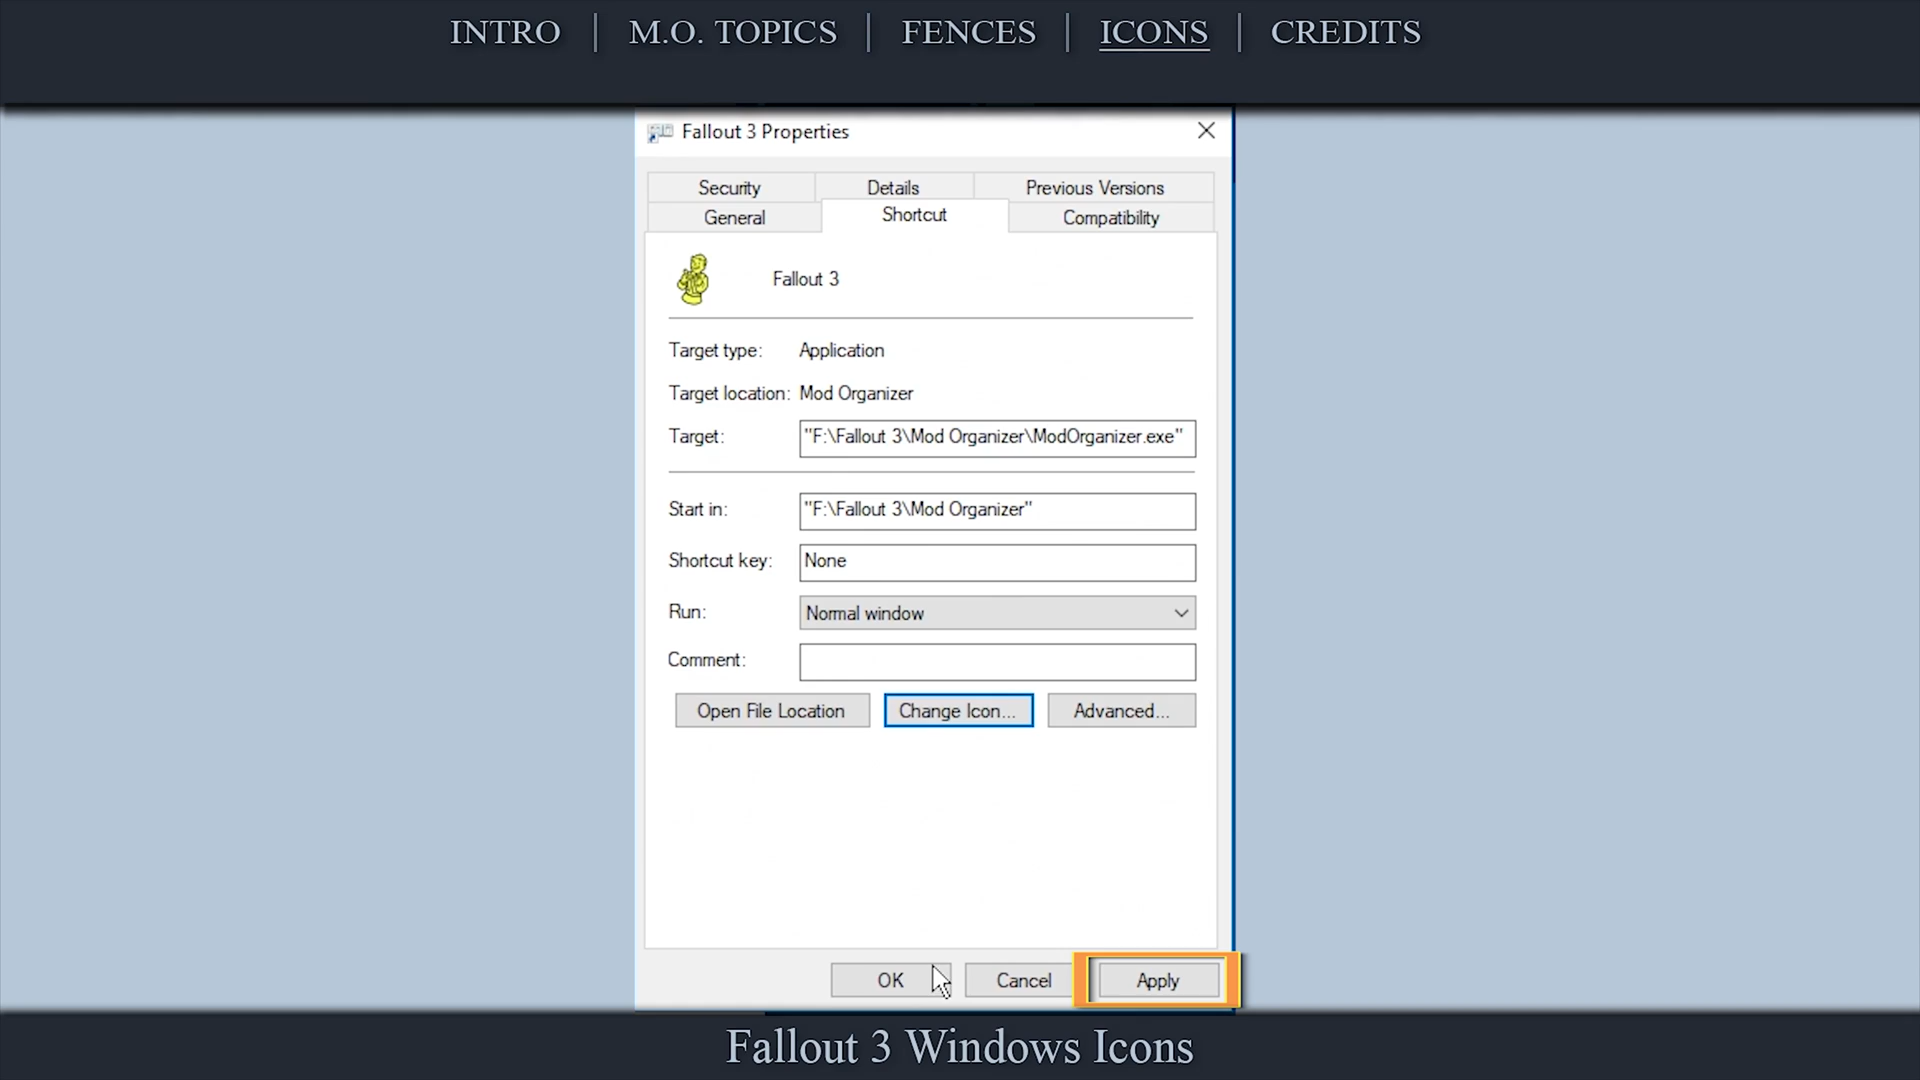 INTRO | M.O. TOPICS | FENCES | ICONS | CREDITS
Fallout 3 Properties
Security Details Previous Versions
General Shortcut Compatibility
Fallout 3
Target type: Application
Target location: Mod Organizer
Target: "F:\Fallout 3\Mod Organizer\ModOrganizer.exe"
Start in: "F:\Fallout 3\Mod Organizer"
Shortcut key: None
Run: Normal window
Comment:
Open File Location Change Icon... Advanced...
OK Cancel Apply
Fallout 3 Windows Icons